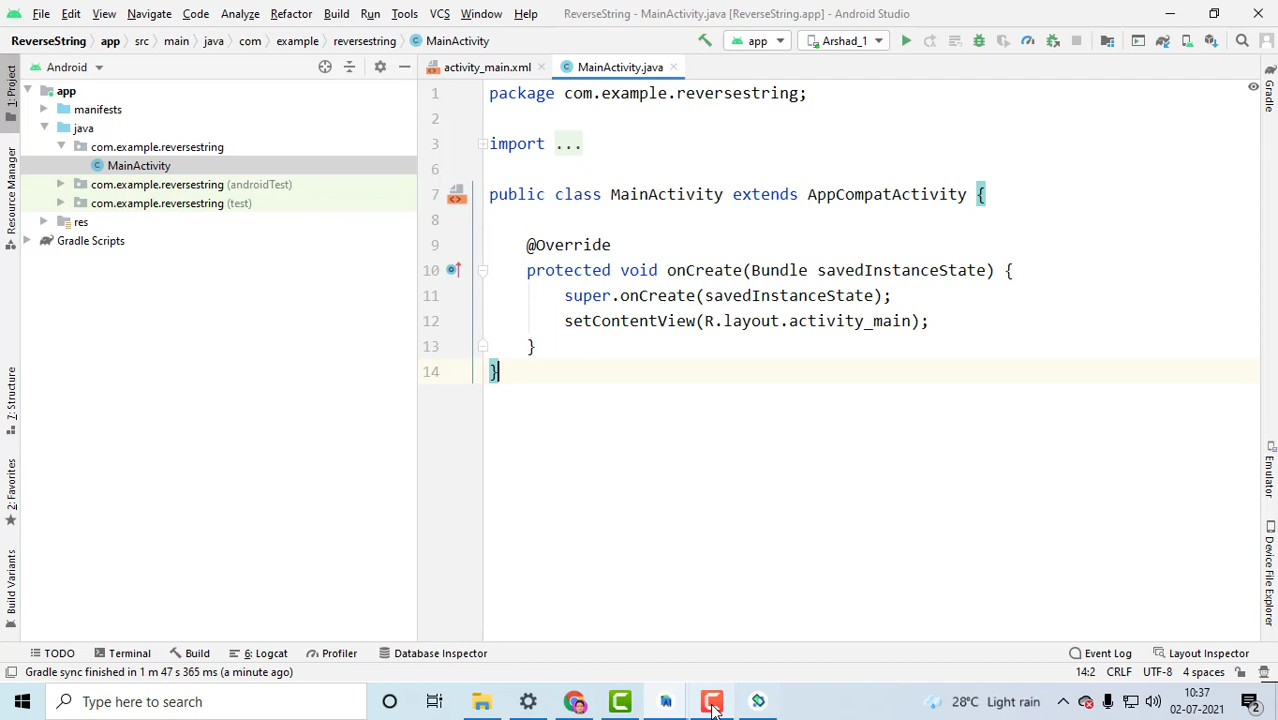 File Edit View Navigate Code Analyze Refactor Build Run Tools VCS Window Help ReverseString - MainActivity.java [ReverseString.app] - Android Studio
ReverseString app src main java com example reversestring MainActivity app Arshad_1
1: Project
Resource Manager
7: Structure
2: Favorites
Build Variants
Android
app
manifests
java
com.example.reversestring
MainActivity
com.example.reversestring (androidTest)
com.example.reversestring (test)
res
Gradle Scripts
activity_main.xml MainActivity.java
1 package com.example.reversestring;
2
3 import ...
6
7 public class MainActivity extends AppCompatActivity {
8
9 @Override
10 protected void onCreate(Bundle savedInstanceState) {
11 super.onCreate(savedInstanceState);
12 setContentView(R.layout.activity_main);
13 }
14 }
Gradle
Emulator
Device File Explorer
TODO Terminal Build 6: Logcat Profiler Database Inspector Event Log Layout Inspector
Gradle sync finished in 1 m 47 s 365 ms (a minute ago) 14:2 CRLF UTF-8 4 spaces
Type here to search 28°C Light rain 10:37
02-07-2021 2